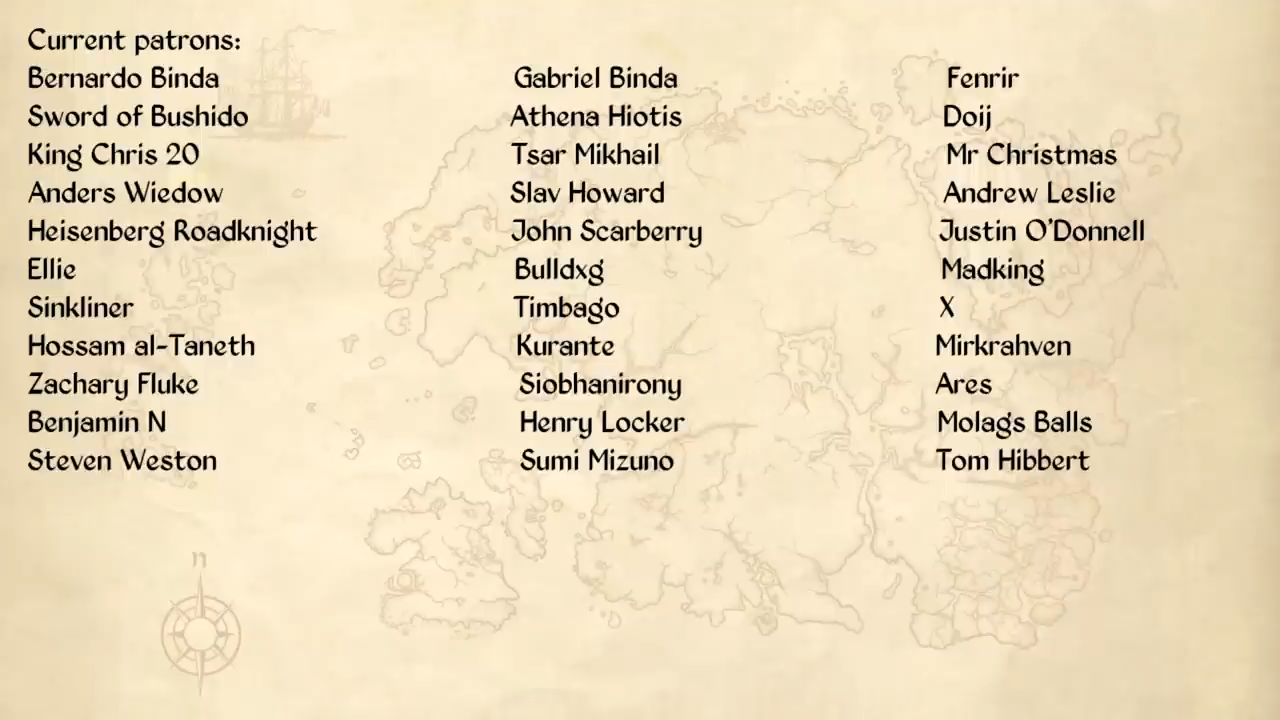 Current patrons:
Bernardo Binda
Sword of Bushido
King Chris 20
Anders Wiedow
Heisenberg Roadknight
Ellie
Sinkliner
Hossam al-Taneth
Zachary Fluke
Benjamin N
Steven Weston
Gabriel Binda
Athena Hiotis
Tsar Mikhail
Slav Howard
John Scarberry
Bulldxg
Timbago
Kurante
Siobhanirony
Henry Locker
Sumi Mizuno
Fenrir
Doij
Mr Christmas
Andrew Leslie
Justin O'Donnell
Madking
X
Mirkrahven
Ares
Molags Balls
Tom Hibbert
n